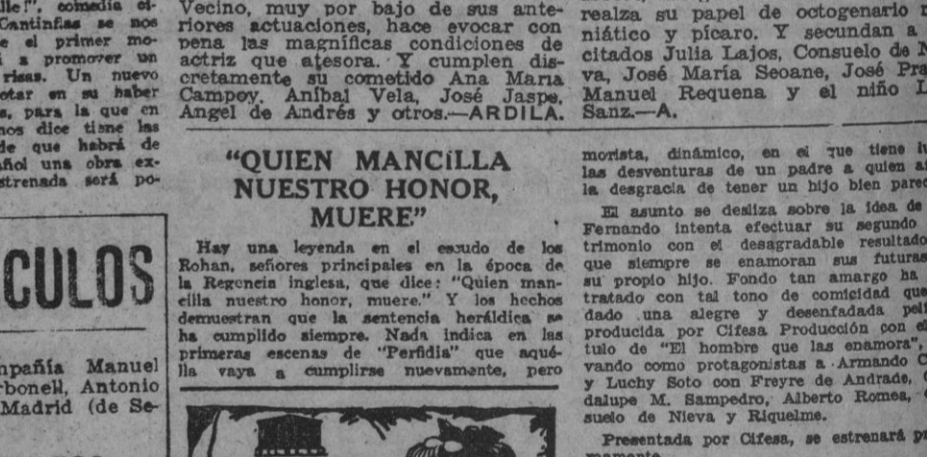 lle!", comedia ci-
Cantinflas se nos
e el primer mo-
i a promover un
risas. Un nuevo
otar en su haber
s, para la que en
nos dice tiene las
de que habrá de
añol una obra ex-
strenada será po-
CULOS
mpañía Manuel
rbonell, Antonio
Madrid (de Se-
Vecino, muy por bajo de sus ante-
riores actuaciones, hace evocar con
pena las magníficas condiciones de
actriz que atesora. Y cumplen dis-
cretamente su cometido Ana María
Campoy, Aníbal Vela, José Jaspe,
Angel de Andrés y otros.—ARDILA.
"QUIEN MANCILLA
NUESTRO HONOR,
MUERE"
Hay una leyenda en el escudo de los
Rohan, señores principales en la época de
la Regencia inglesa, que dice: "Quien man-
cilla nuestro honor, muere." Y los hechos
demuestran que la sentencia heráldica se
ha cumplido siempre. Nada indica en las
primeras escenas de "Perfidia" que aqué-
lla vaya a cumplirse nuevamente, pero
realza su papel de octogenario
niático y pícaro. Y secundan a
citados Julia Lajos, Consuelo de N
va, José María Seoane, José Pra
Manuel Requena y el niño L
Sanz.—A.
morista, dinámico, en el que tiene
las desventuras de un padre a quien
la desgracia de tener un hijo bien parec
El asunto se desliza sobre la idea de
Fernando intenta efectuar su segundo
trimonio con el desagradable resultado
que siempre se enamoran sus futuras
su propio hijo. Fondo tan amargo ha
tratado con tal tono de comicidad que
dado una alegre y desenfadada pelí
producida por Cifesa Producción con el
tulo de "El hombre que las enamora",
vando como protagonistas a Armando C
y Luchy Soto con Freyre de Andrade,
dalupe M. Sampedro, Alberto Romea,
suelo de Nieva y Riquelme.
Presentada por Cifesa, se estrenará
mamente.